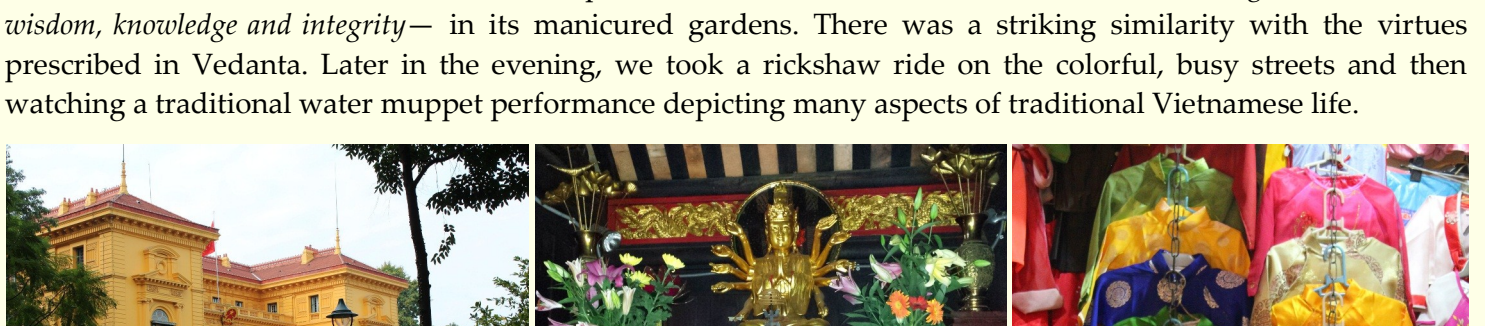 wisdom, knowledge and integrity— in its manicured gardens. There was a striking similarity with the virtues
prescribed in Vedanta. Later in the evening, we took a rickshaw ride on the colorful, busy streets and then
watching a traditional water muppet performance depicting many aspects of traditional Vietnamese life.